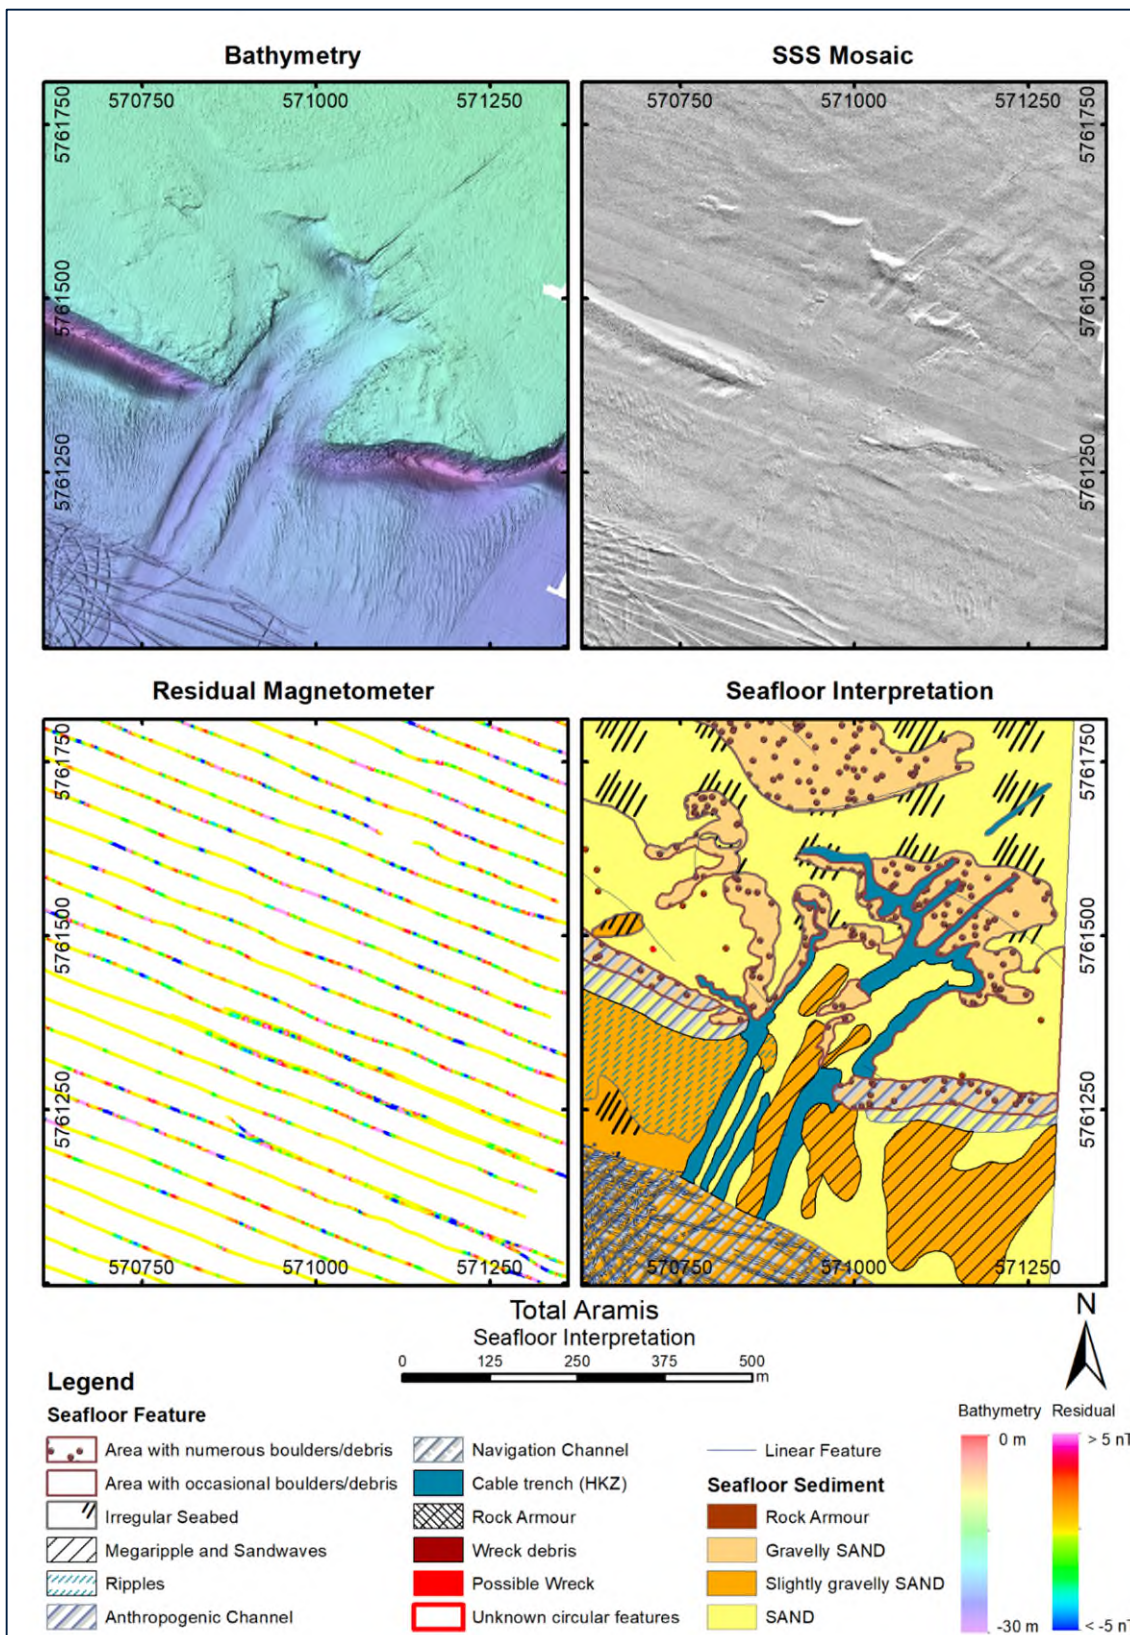 Bathymetry
SSS Mosaic
570750 571000 571250
570750 571000 571250
5761750
5761500
5761250
5761750
5761500
5761250
Residual Magnetometer
Seafloor Interpretation
5761750
5761500
5761250
5761750
5761500
5761250
570750 571000 571250
570750 571000 571250
Total Aramis
Seafloor Interpretation
0 125 250 375 500
m
N
Legend
Seafloor Feature
Area with numerous boulders/debris
Area with occasional boulders/debris
Irregular Seabed
Megaripple and Sandwaves
Ripples
Anthropogenic Channel
Navigation Channel
Cable trench (HKZ)
Rock Armour
Wreck debris
Possible Wreck
Unknown circular features
Linear Feature
Seafloor Sediment
Rock Armour
Gravelly SAND
Slightly gravelly SAND
SAND
Bathymetry Residual
0 m
-30 m
> 5 nT
< -5 nT